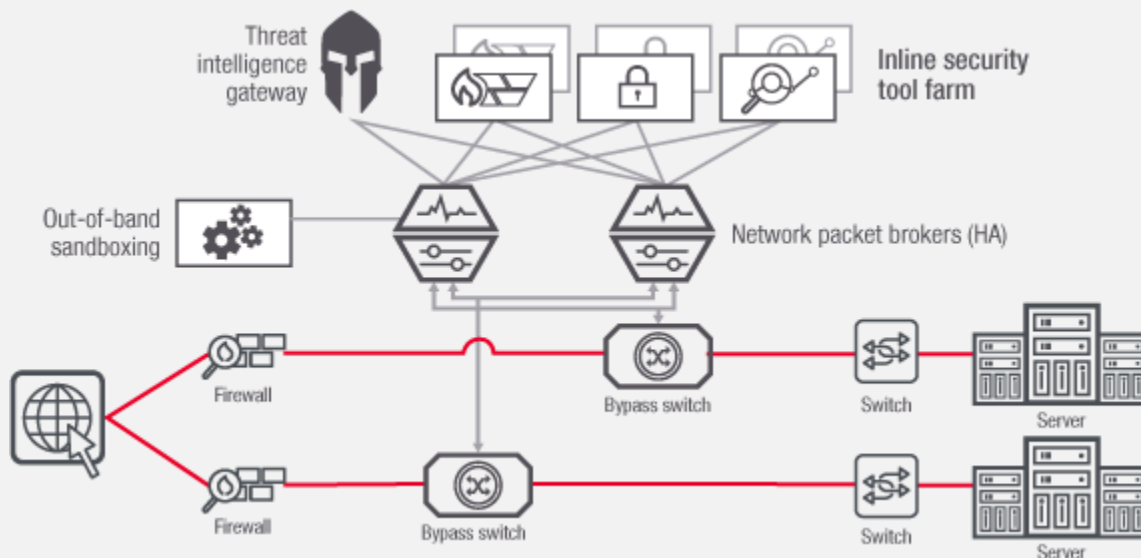 Threat
intelligence
gateway
Inline security
tool farm
Out-of-band
sandboxing
Network packet brokers (HA)
Firewall
Bypass switch
Switch
Server
Firewall
Bypass switch
Switch
Server